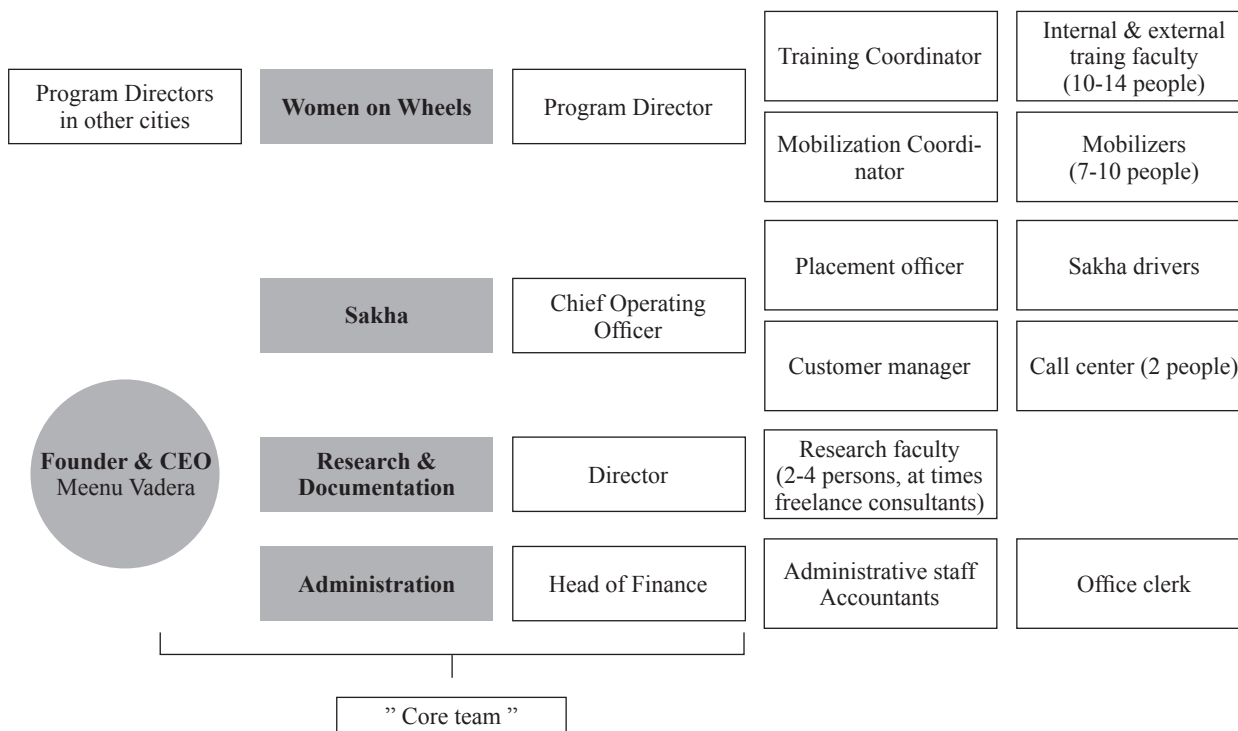 Program Directors
in other cities
Women on Wheels
Program Director
Training Coordinator
Internal & external
traing faculty
(10-14 people)
Mobilization Coordi-
nator
Mobilizers
(7-10 people)
Sakha
Chief Operating
Officer
Placement officer
Sakha drivers
Customer manager
Call center (2 people)
Founder & CEO
Meenu Vadera
Research &
Documentation
Director
Research faculty
(2-4 persons, at times
freelance consultants)
Administration
Head of Finance
Administrative staff
Accountants
Office clerk
” Core team ”